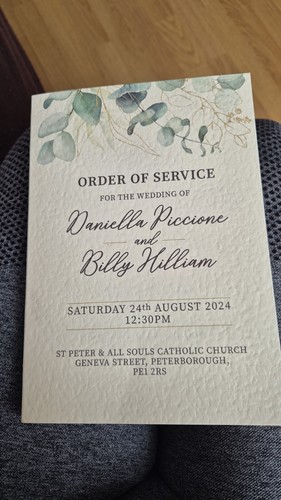 ORDER OF SERVICE
FOR THE WEDDING OF
Daniella Piccione
and
Billy Hilliam
SATURDAY 24th AUGUST 2024
12:30PM
ST PETER & ALL SOULS CATHOLIC CHURCH
GENEVA STREET, PETERBOROUGH,
PE1 2RS